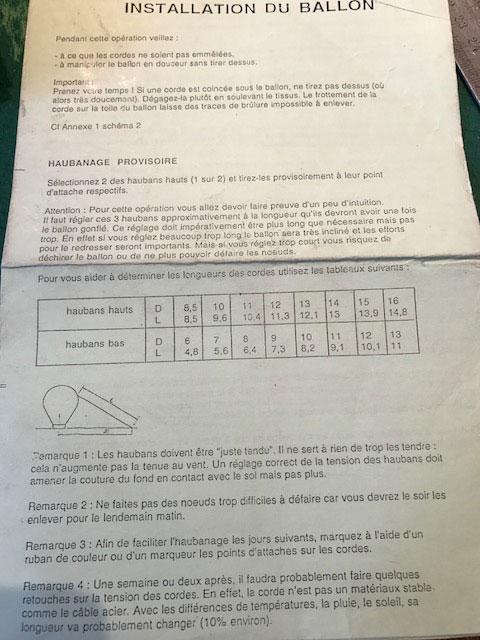 INSTALLATION DU BALLON
Pendant cette opération veillez :
- à ce que les cordes ne soient pas emmêlées,
- à manipuler le ballon en douceur sans tirer dessus.
Important :
Prenez votre temps ! Si une corde est coincée sous le ballon, ne tirez pas dessus (ou
alors très doucement). Dégagez-la plutôt en soulevant le tissus. Le frottement de la
corde sur la toile du ballon laisse des traces de brûlure impossible à enlever.
Cf Annexe 1 schéma 2
HAUBANAGE PROVISOIRE
Sélectionnez 2 des haubans hauts (1 sur 2) et tirez-les provisoirement à leur point
d'attache respectifs.
Attention : Pour cette opération vous allez devoir faire preuve d'un peu d'intuition.
Il faut régler ces 3 haubans approximativement à la longueur qu'ils devront avoir une fois
le ballon gonflé. Ce réglage doit impérativement être plus long que nécessaire mais pas
trop. En effet si vous réglez beaucoup trop long le ballon sera très incliné et les efforts
pour le redresser seront importants. Mais si vous réglez trop court vous risquez de
déchirer le ballon ou de ne plus pouvoir défaire les noeuds.
Pour vous aider à déterminer les longueurs des cordes utilisez les tableaux suivants :
haubans hauts D 8,5 10 11 12 13 14 15 16
L 8,5 9,6 10,4 11,3 12,1 13 13,9 14,8
haubans bas D 6 7 8 9 10 11 12 13
L 4,8 5,6 6,4 7,3 8,2 9,1 10,1 11
Remarque 1 : Les haubans doivent être "juste tendu". Il ne sert à rien de trop les tendre :
cela n'augmente pas la tenue au vent. Un réglage correct de la tension des haubans doit
amener la couture du fond en contact avec le sol mais pas plus.
Remarque 2 : Ne faites pas des noeuds trop difficiles à défaire car vous devrez le soir les
enlever pour le lendemain matin.
Remarque 3 : Afin de faciliter l'haubanage les jours suivants, marquez à l'aide d'un
ruban de couleur ou d'un marqueur les points d'attaches sur les cordes.
Remarque 4 : Une semaine ou deux après, il faudra probablement faire quelques
retouches sur la tension des cordes. En effet, la corde n'est pas un matériaux stable
comme le câble acier. Avec les différences de températures, la pluie, le soleil, sa
longueur va probablement changer (10% environ).